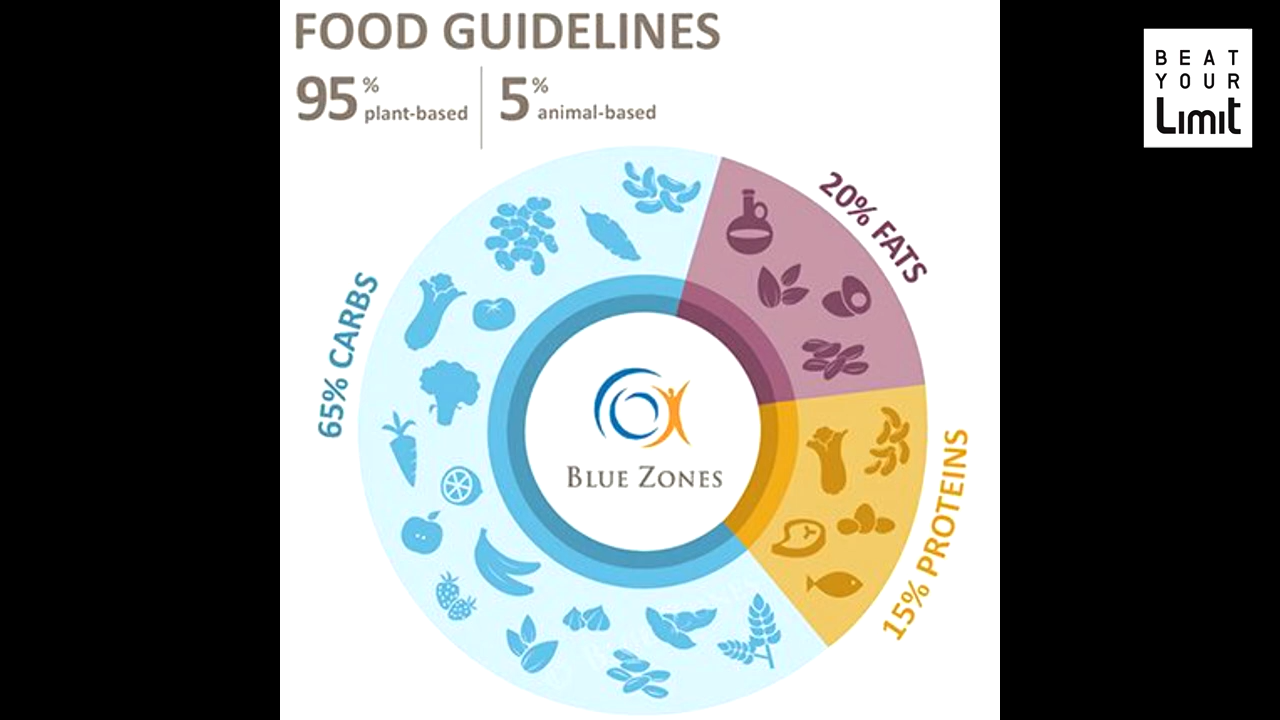 FOOD GUIDELINES
95% plant-based
5% animal-based
BEAT
YOUR
Limit
20% FATS
65% CARBS
15% PROTEINS
BLUE ZONES